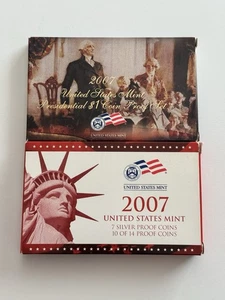 2007
United States Mint
Presidential $1 Coin Proof Set
UNITED STATES MINT
UNITED STATES MINT
2007
UNITED STATES MINT
7 SILVER PROOF COINS
10 OF 14 PROOF COINS